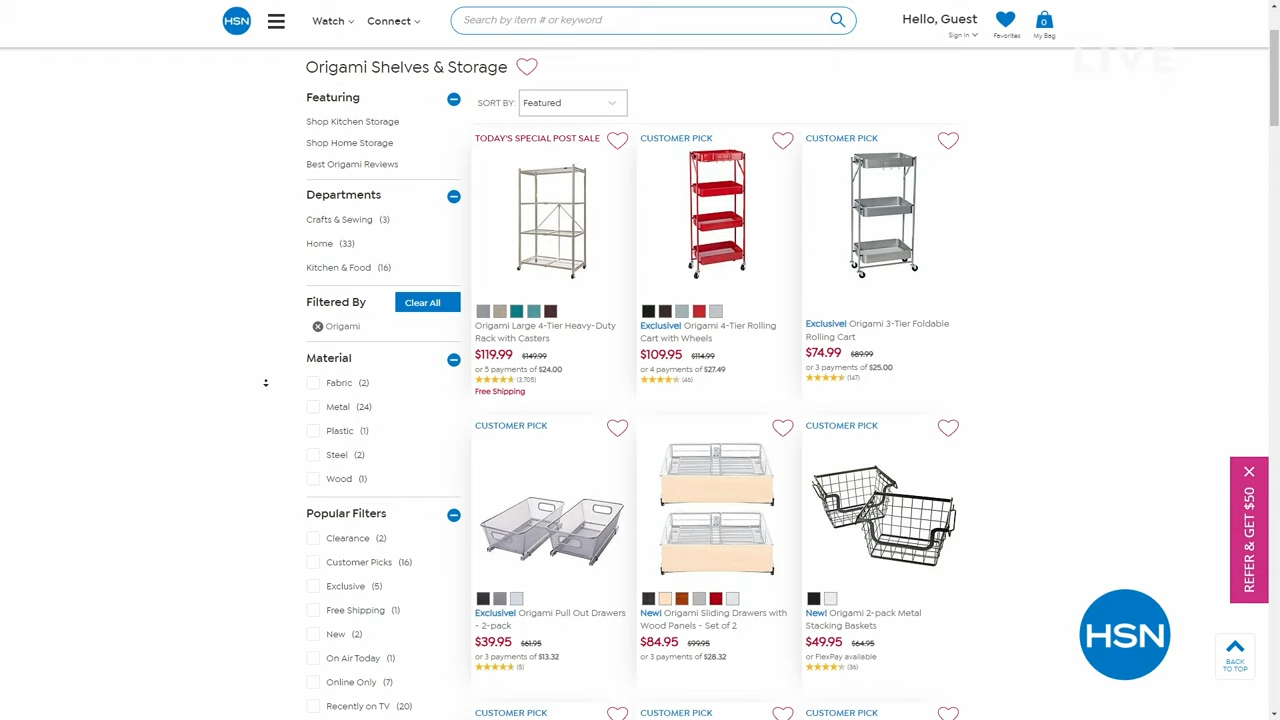 HSN
Watch
Connect
Search by item # or keyword
Hello, Guest
Sign In
Favorites
0
My Bag
LIVE
Origami Shelves & Storage
Featuring
Shop Kitchen Storage
Shop Home Storage
Best Origami Reviews
Departments
Crafts & Sewing (3)
Home (33)
Kitchen & Food (16)
Filtered By
Clear All
Origami
Material
Fabric (2)
Metal (24)
Plastic (1)
Steel (2)
Wood (1)
Popular Filters
Clearance (2)
Customer Picks (16)
Exclusive (5)
Free Shipping (1)
New (2)
On Air Today (1)
Online Only (7)
Recently on TV (20)
SORT BY: Featured
TODAY'S SPECIAL POST SALE
Origami Large 4-Tier Heavy-Duty
Rack with Casters
$119.99 $149.99
or 5 payments of $24.00
(3,705)
Free Shipping
CUSTOMER PICK
Exclusive! Origami 4-Tier Rolling
Cart with Wheels
$109.95 $114.99
or 4 payments of $27.49
(46)
CUSTOMER PICK
Exclusive! Origami 3-Tier Foldable
Rolling Cart
$74.99 $89.99
or 3 payments of $25.00
(147)
CUSTOMER PICK
Exclusive! Origami Pull Out Drawers
- 2-pack
$39.95 $61.95
or 3 payments of $13.32
(5)
New! Origami Sliding Drawers with
Wood Panels - Set of 2
$84.95 $99.95
or 3 payments of $28.32
CUSTOMER PICK
New! Origami 2-pack Metal
Stacking Baskets
$49.95 $64.95
or FlexPay available
(36)
CUSTOMER PICK
CUSTOMER PICK
CUSTOMER PICK
REFER & GET $50
HSN
BACK
TO TOP